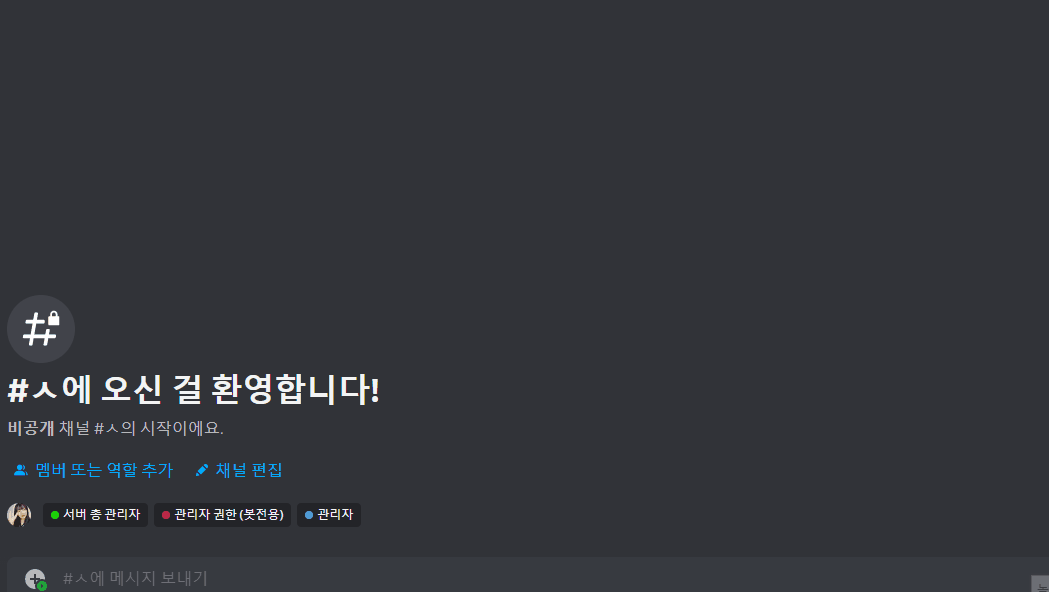 #ㅅ에 오신 걸 환영합니다!
비공개 채널 #ㅅ의 시작이에요.
멤버 또는 역할 추가 채널 편집
서버 총 관리자 관리자 권한 (봇전용) 관리자
#ㅅ에 메시지 보내기